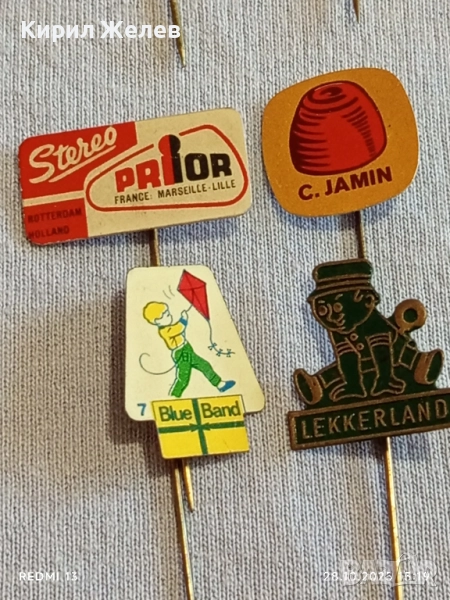 Кирил Желев
Stereo
PRIOR
FRANCE: MARSEILLE-LILLE
ROTTERDAM
HOLLAND
C. JAMIN
7
Blue Band
LEKKERLAND
REDMI 13